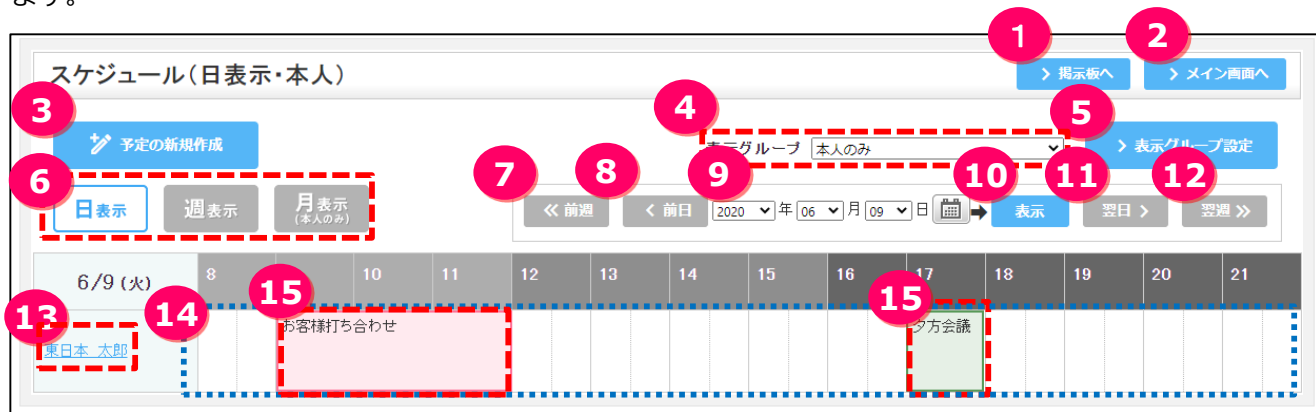 ます。
1
2
スケジュール(日表示・本人)
> 掲示板へ
> メイン画面へ
3
4
5
予定の新規作成
表示グループ 本人のみ
> 表示グループ設定
6
7
8
9
10
11
12
日表示
週表示
月表示
(本人のみ)
≪ 前週
< 前日
2020 年 06 月 09 日
表示
翌日 >
翌週 ≫
6/9 (火)
8 10 11 12 13 14 15 16 17 18 19 20 21
13
14
15
15
東日本 太郎
お客様打ち合わせ
夕方会議